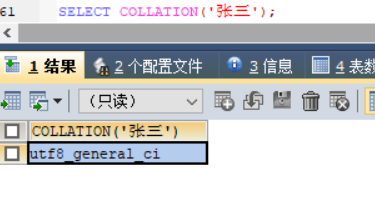 61 SELECT COLLATION('张三');
1 结果 2 个配置文件 3 信息 4 表数
（只读）
COLLATION('张三')
utf8_general_ci